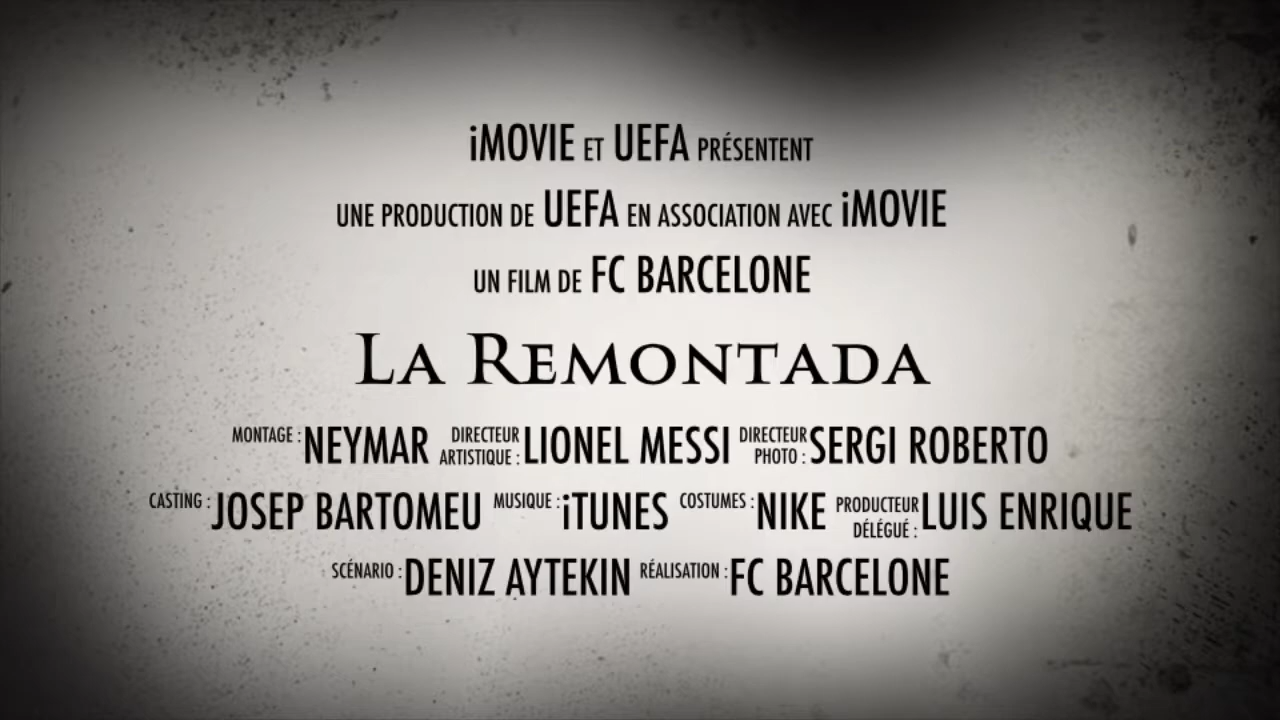 iMOVIE ET UEFA PRÉSENTENT
UNE PRODUCTION DE UEFA EN ASSOCIATION AVEC iMOVIE
UN FILM DE FC BARCELONE
LA REMONTADA
MONTAGE : NEYMAR DIRECTEUR ARTISTIQUE : LIONEL MESSI DIRECTEUR PHOTO : SERGI ROBERTO
CASTING : JOSEP BARTOMEU MUSIQUE : iTUNES COSTUMES : NIKE PRODUCTEUR DÉLÉGUÉ : LUIS ENRIQUE
SCÉNARIO : DENIZ AYTEKIN RÉALISATION : FC BARCELONE